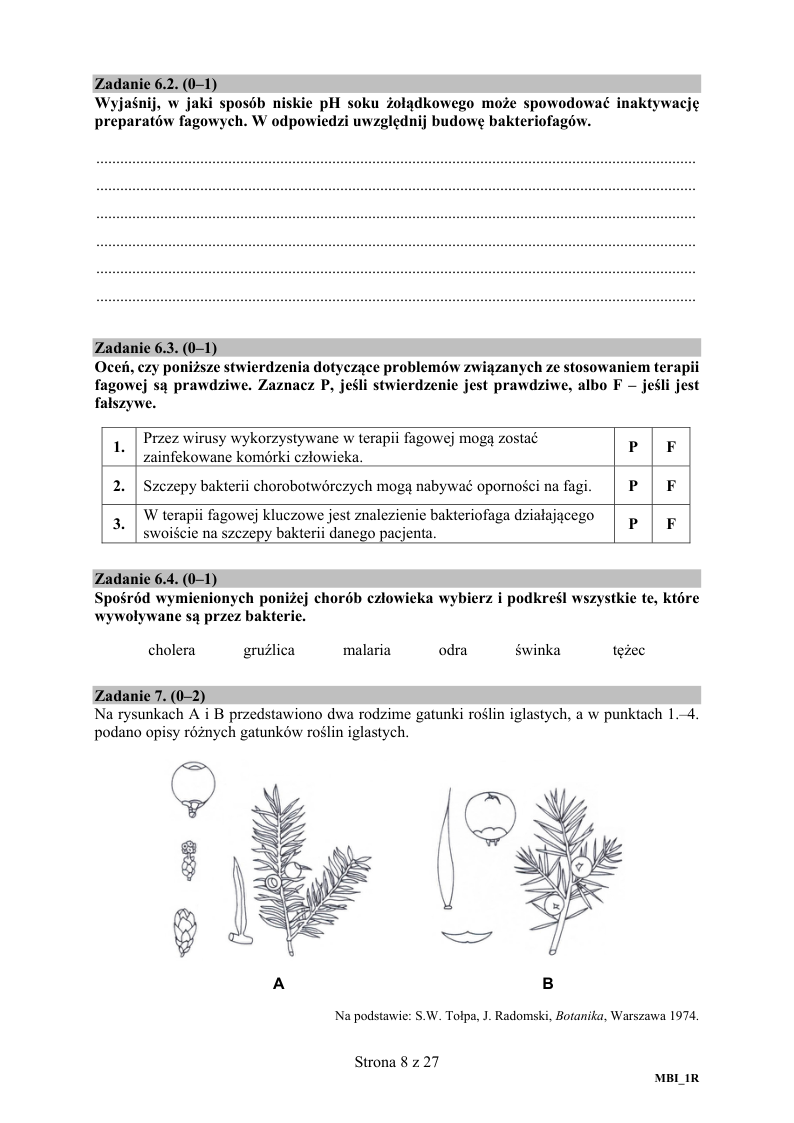 Zadanie 6.2. (0–1)
Wyjaśnij, w jaki sposób niskie pH soku żołądkowego może spowodować inaktywację
preparatów fagowych. W odpowiedzi uwzględnij budowę bakteriofagów.
Zadanie 6.3. (0–1)
Oceń, czy poniższe stwierdzenia dotyczące problemów związanych ze stosowaniem terapii
fagowej są prawdziwe. Zaznacz P, jeśli stwierdzenie jest prawdziwe, albo F – jeśli jest
fałszywe.
1. Przez wirusy wykorzystywane w terapii fagowej mogą zostać
zainfekowane komórki człowieka. P F
2. Szczepy bakterii chorobotwórczych mogą nabywać oporności na fagi. P F
3. W terapii fagowej kluczowe jest znalezienie bakteriofaga działającego
swoiście na szczepy bakterii danego pacjenta. P F
Zadanie 6.4. (0–1)
Spośród wymienionych poniżej chorób człowieka wybierz i podkreśl wszystkie te, które
wywoływane są przez bakterie.
cholera gruźlica malaria odra świnka tężec
Zadanie 7. (0–2)
Na rysunkach A i B przedstawiono dwa rodzime gatunki roślin iglastych, a w punktach 1.–4.
podano opisy różnych gatunków roślin iglastych.
A B
Na podstawie: S.W. Tołpa, J. Radomski, Botanika, Warszawa 1974.
Strona 8 z 27
MBI_1R